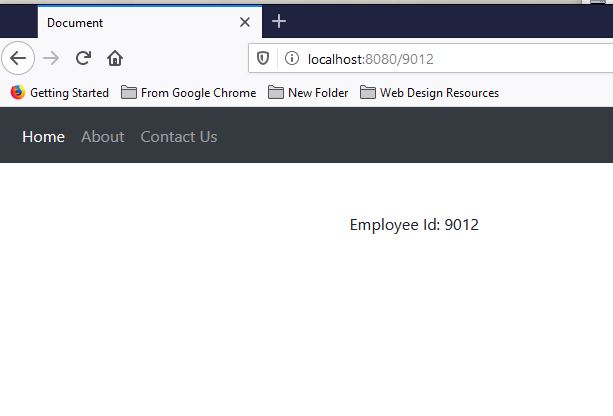 Document
localhost:8080/9012
Getting Started From Google Chrome New Folder Web Design Resources
Home About Contact Us
Employee Id: 9012